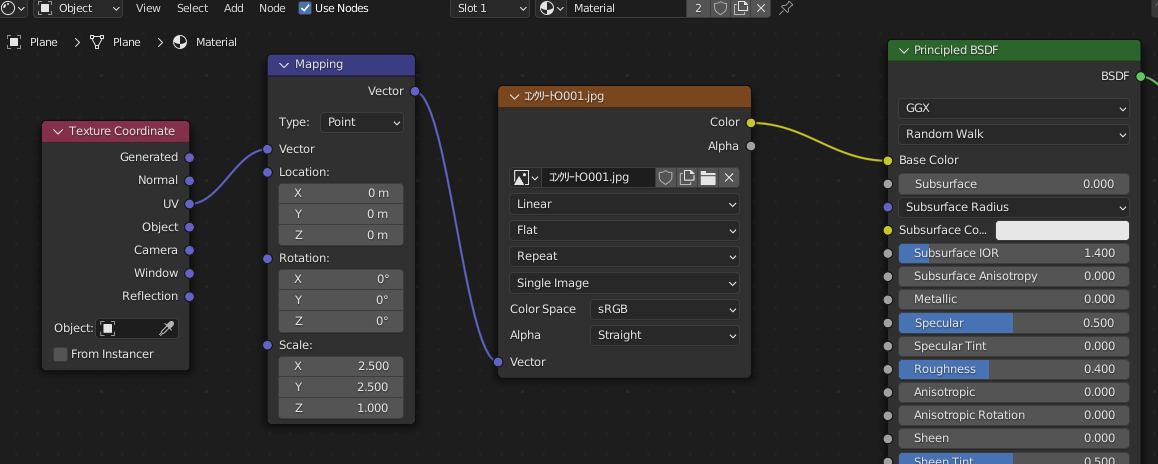 Object View Select Add Node Use Nodes Slot 1 Material 2
Plane Plane Material
Texture Coordinate
Generated
Normal
UV
Object
Camera
Window
Reflection
Object:
From Instancer
Mapping
Vector
Type: Point
Vector
Location:
X 0 m
Y 0 m
Z 0 m
Rotation:
X 0°
Y 0°
Z 0°
Scale:
X 2.500
Y 2.500
Z 1.000
ｺﾝｸﾘｰﾄO001.jpg
Color
Alpha
ｺﾝｸﾘｰﾄO001.jpg
Linear
Flat
Repeat
Single Image
Color Space sRGB
Alpha Straight
Vector
Principled BSDF
BSDF
GGX
Random Walk
Base Color
Subsurface 0.000
Subsurface Radius
Subsurface Co...
Subsurface IOR 1.400
Subsurface Anisotropy 0.000
Metallic 0.000
Specular 0.500
Specular Tint 0.000
Roughness 0.400
Anisotropic 0.000
Anisotropic Rotation 0.000
Sheen 0.000
Sheen Tint 0.500